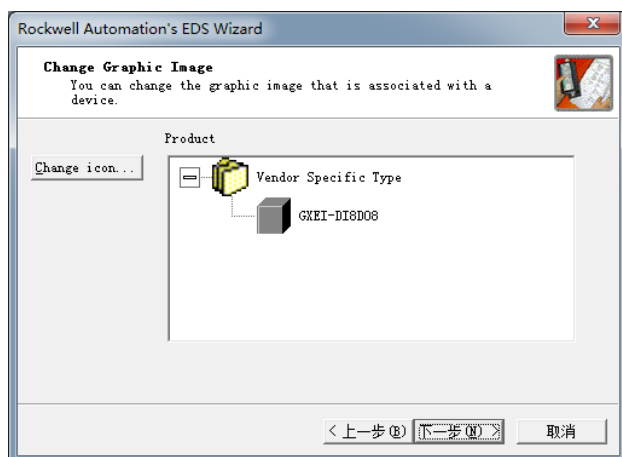 Rockwell Automation's EDS Wizard
Change Graphic Image
You can change the graphic image that is associated with a
device.
Product
Change icon...
Vendor Specific Type
GXEI-DI8DO8
< 上一步(B)
下一步(N) >
取消